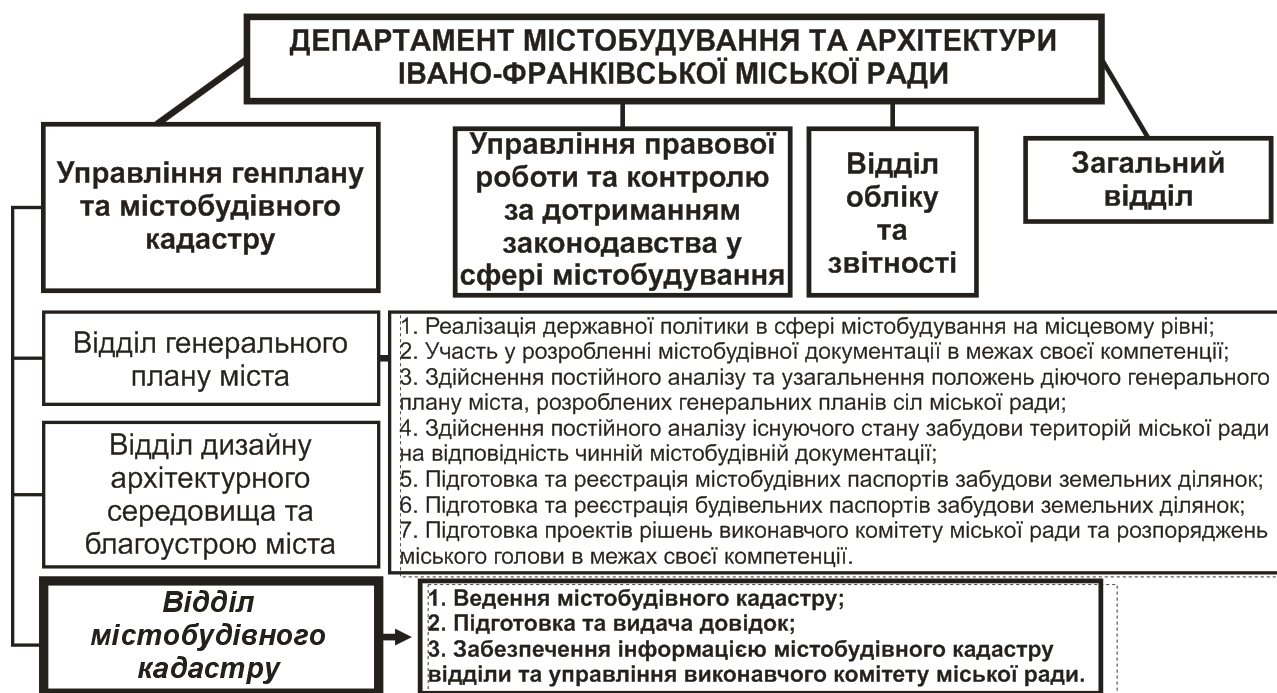 ДЕПАРТАМЕНТ МІСТОБУДУВАННЯ ТА АРХІТЕКТУРИ
ІВАНО-ФРАНКІВСЬКОЇ МІСЬКОЇ РАДИ
Управління генплану
та містобудівного
кадастру
Управління правової
роботи та контролю
за дотриманням
законодавства у
сфері містобудування
Відділ
обліку
та
звітності
Загальний
відділ
Відділ генерального
плану міста
1. Реалізація державної політики в сфері містобудування на місцевому рівні;
2. Участь у розробленні містобудівної документації в межах своєї компетенції;
3. Здійснення постійного аналізу та узагальнення положень діючого генерального
плану міста, розроблених генеральних планів сіл міської ради;
4. Здійснення постійного аналізу існуючого стану забудови територій міської ради
на відповідність чинній містобудівній документації;
5. Підготовка та реєстрація містобудівних паспортів забудови земельних ділянок;
6. Підготовка та реєстрація будівельних паспортів забудови земельних ділянок;
7. Підготовка проектів рішень виконавчого комітету міської ради та розпоряджень
міського голови в межах своєї компетенції.
Відділ дизайну
архітектурного
середовища та
благоустрою міста
Відділ
містобудівного
кадастру
1. Ведення містобудівного кадастру;
2. Підготовка та видача довідок;
3. Забезпечення інформацією містобудівного кадастру
відділи та управління виконавчого комітету міської ради.